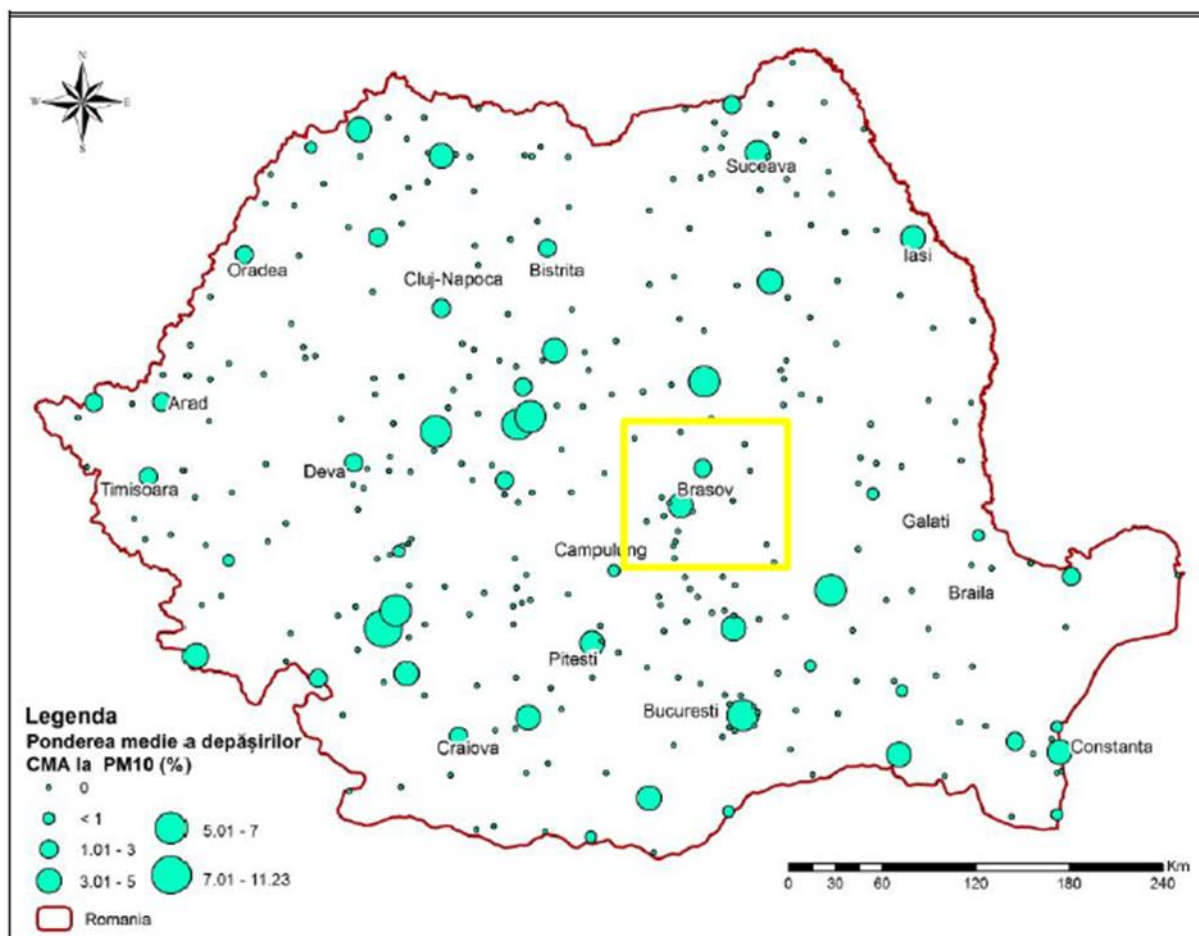 N
W E
S
Suceava
Iasi
Oradea
Cluj-Napoca
Bistrita
Arad
Deva
Timisoara
Brasov
Galati
Campulung
Braila
Pitesti
Bucuresti
Craiova
Constanta
Legenda
Ponderea medie a depășirilor
CMA la PM10 (%)
0
< 1
1.01 - 3
3.01 - 5
5.01 - 7
7.01 - 11.23
Romania
Km
0 30 60 120 180 240